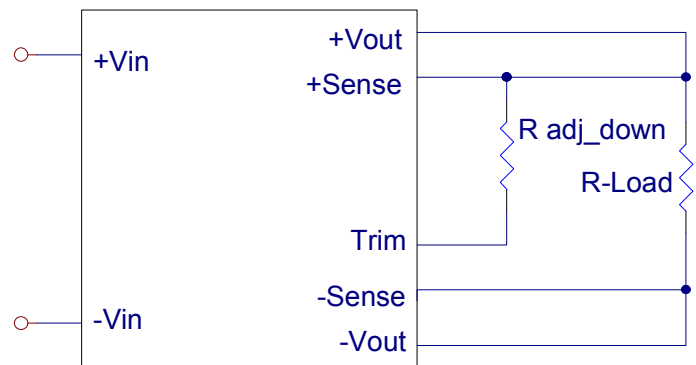 +Vout
+Vin
+Sense
R adj_down
R-Load
Trim
-Sense
-Vin
-Vout